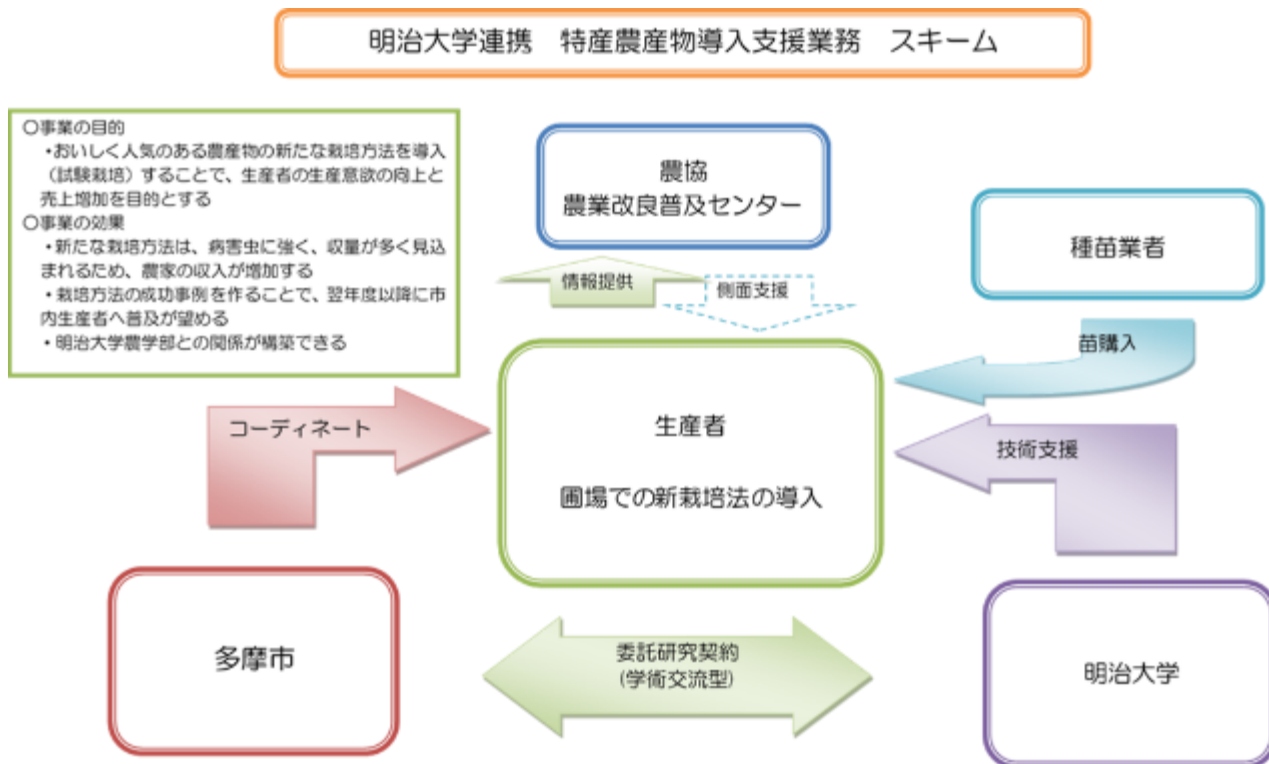 明治大学連携　特産農産物導入支援業務　スキーム
〇事業の目的
・おいしく人気のある農産物の新たな栽培方法を導入
（試験栽培）することで、生産者の生産意欲の向上と
売上増加を目的とする
〇事業の効果
・新たな栽培方法は、病害虫に強く、収量が多く見込
まれるため、農家の収入が増加する
・栽培方法の成功事例を作ることで、翌年度以降に市
内生産者へ普及が望める
・明治大学農学部との関係が構築できる
農協
農業改良普及センター
種苗業者
情報提供
側面支援
苗購入
コーディネート
生産者
圃場での新栽培法の導入
技術支援
多摩市
委託研究契約
(学術交流型)
明治大学